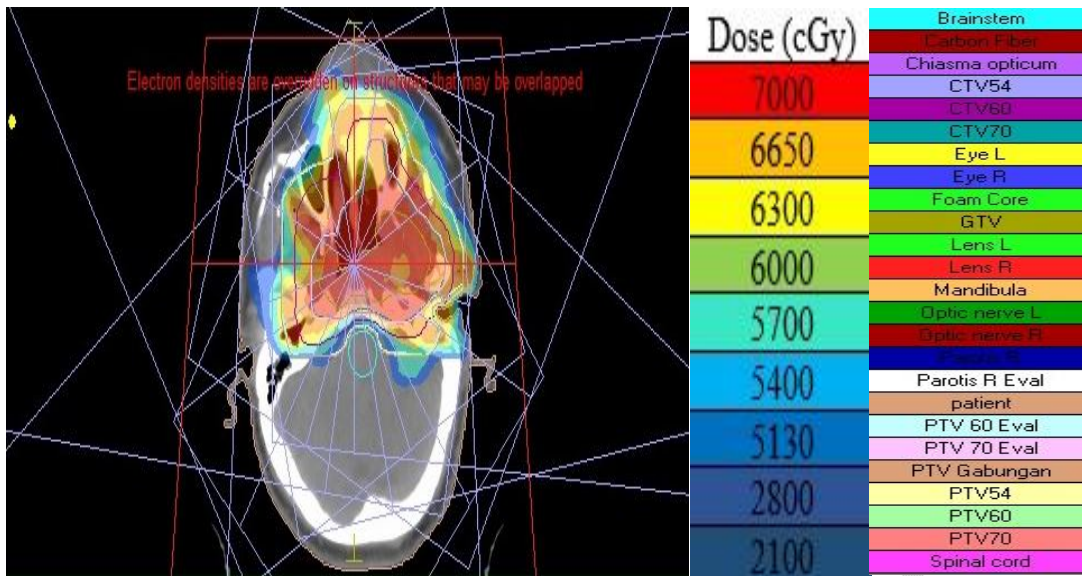 Electron densities are overridden on structures that may be overlapped
Dose (cGy)
7000
6650
6300
6000
5700
5400
5130
2800
2100
Brainstem
Carbon Fiber
Chiasma opticum
CTV54
CTV60
CTV70
Eye L
Eye R
Foam Core
GTV
Lens L
Lens R
Mandibula
Optic nerve L
Optic nerve R
Parotis R Eval
patient
PTV 60 Eval
PTV 70 Eval
PTV Gabungan
PTV54
PTV60
PTV70
Spinal cord